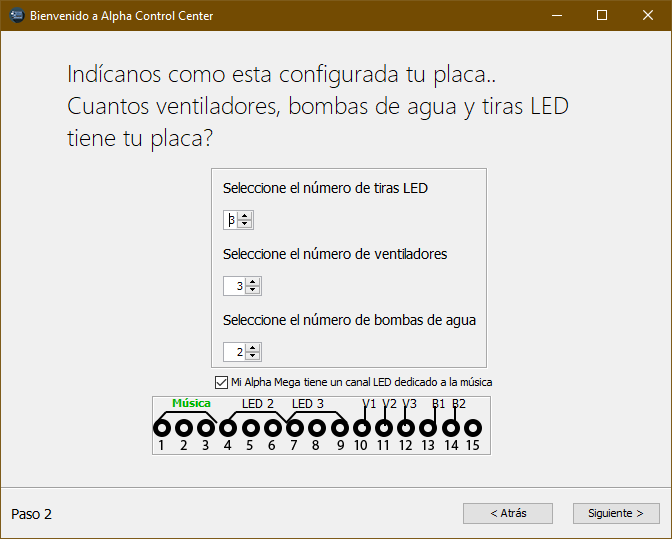 Bienvenido a Alpha Control Center
Indícanos como esta configurada tu placa..
Cuantos ventiladores, bombas de agua y tiras LED
tiene tu placa?
Seleccione el número de tiras LED
3
Seleccione el número de ventiladores
3
Seleccione el número de bombas de agua
2
Mi Alpha Mega tiene un canal LED dedicado a la música
Música LED 2 LED 3 V1 V2 V3 B1 B2
1 2 3 4 5 6 7 8 9 10 11 12 13 14 15
Paso 2
< Atrás
Siguiente >